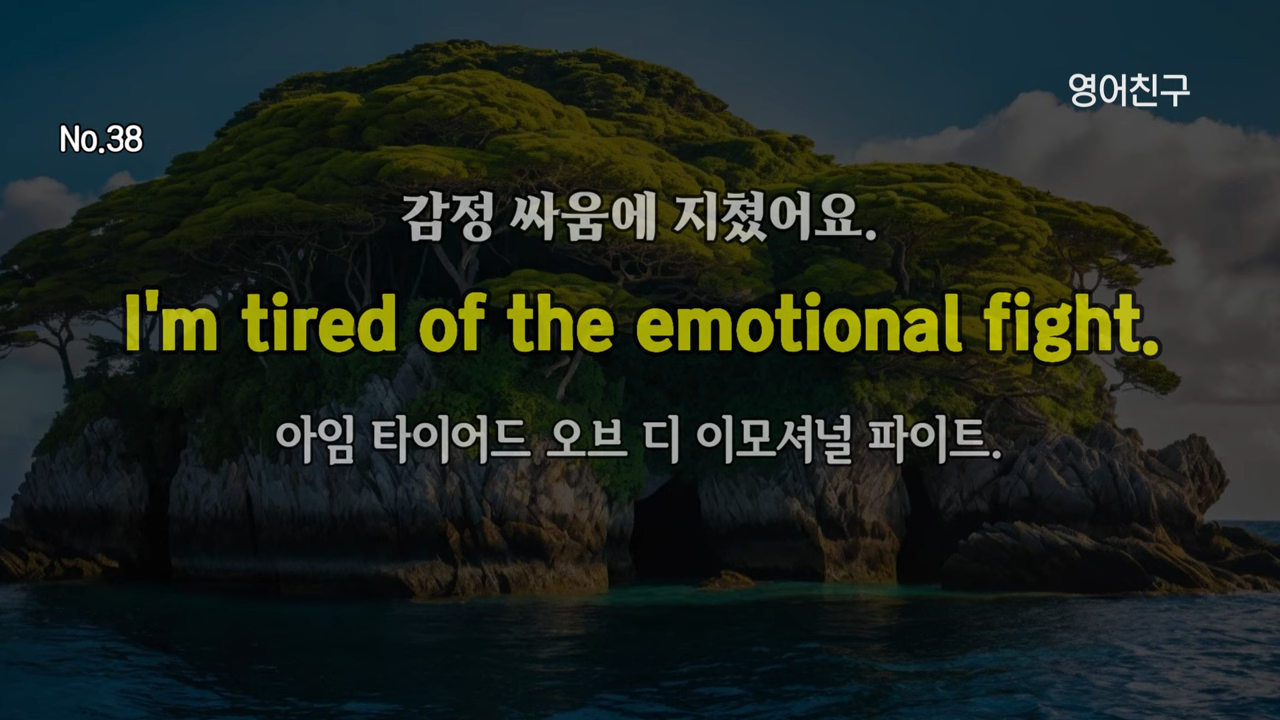 영어친구
No.38
감정 싸움에 지쳤어요.
I'm tired of the emotional fight.
아임 타이어드 오브 디 이모셔널 파이트.